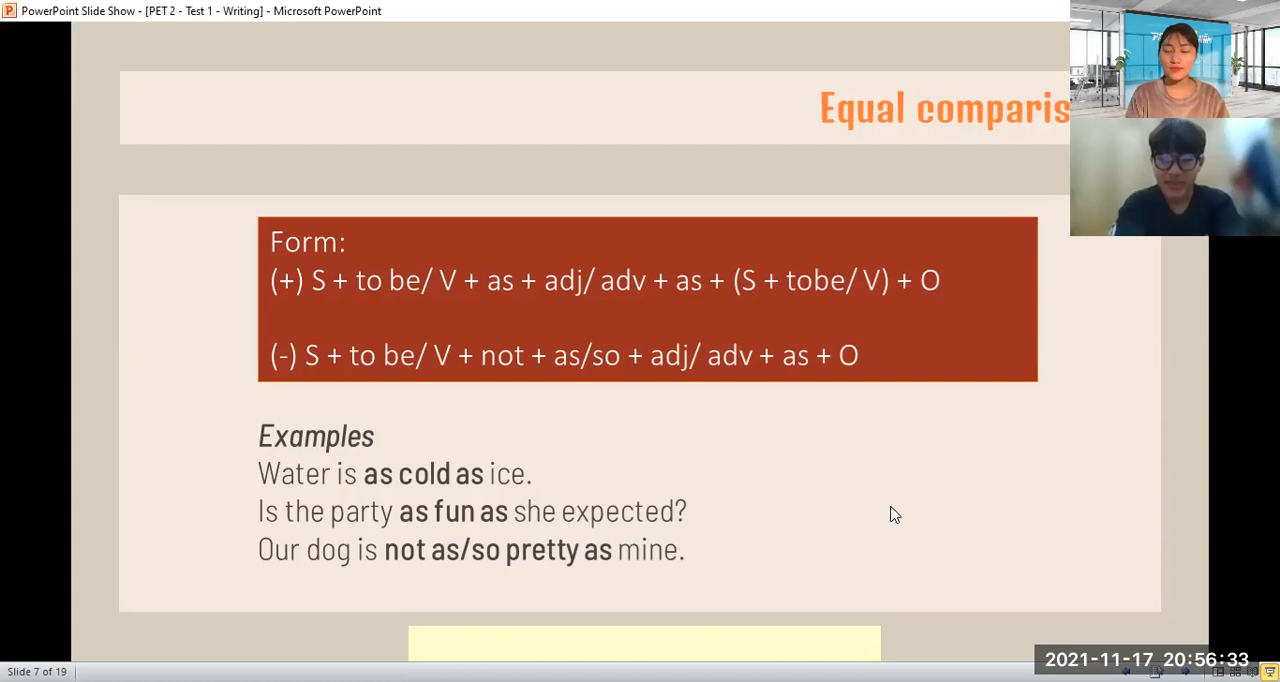 PowerPoint Slide Show - [PET 2 - Test 1 - Writing] - Microsoft PowerPoint
Equal comparis
Form:
(+) S + to be/ V + as + adj/ adv + as + (S + tobe/ V) + O
(-) S + to be/ V + not + as/so + adj/ adv + as + O
Examples
Water is as cold as ice.
Is the party as fun as she expected?
Our dog is not as/so pretty as mine.
2021-11-17 20:56:33
Slide 7 of 19